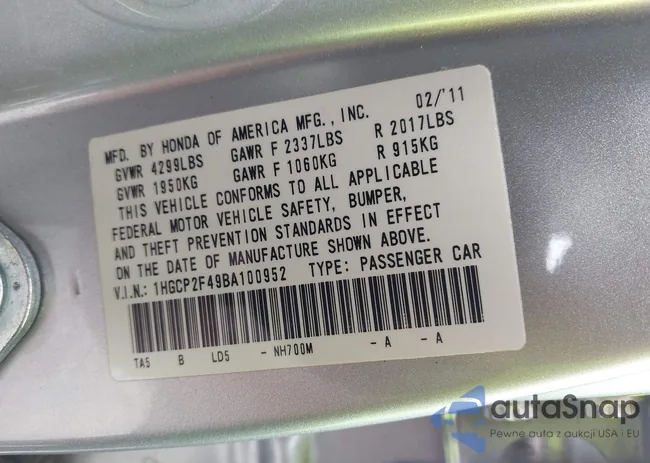 MFD. BY HONDA OF AMERICA MFG., INC. 02/'11
GVWR 4299LBS GAWR F 2337LBS R 2017LBS
GVWR 1950KG GAWR F 1060KG R 915KG
THIS VEHICLE CONFORMS TO ALL APPLICABLE
FEDERAL MOTOR VEHICLE SAFETY, BUMPER,
AND THEFT PREVENTION STANDARDS IN EFFECT
ON THE DATE OF MANUFACTURE SHOWN ABOVE.
V.I.N.: 1HGCP2F49BA100952 TYPE: PASSENGER CAR
TA5 B LD5 - NH700M - A - A
autaSnap
Pewne auta z aukcji USA i EU